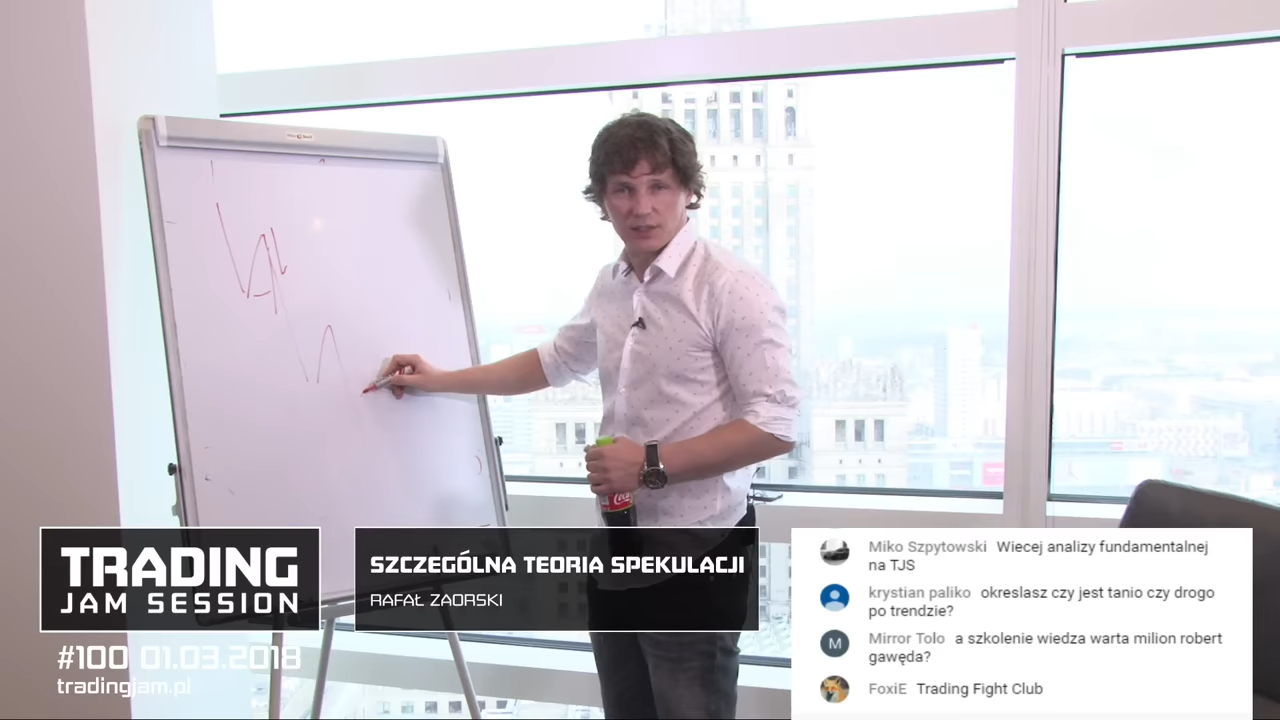 TRADING
JAM SESSION
#100 01.03.2018
tradingjam.pl
SZCZEGÓLNA TEORIA SPEKULACJI
RAFAŁ ZAORSKI
Miko Szpytowski Wiecej analizy fundamentalnej
na TJS
krystian paliko okreslasz czy jest tanio czy drogo
po trendzie?
M
Mirror Tolo a szkolenie wiedza warta milion robert
gawęda?
FoxiE Trading Fight Club